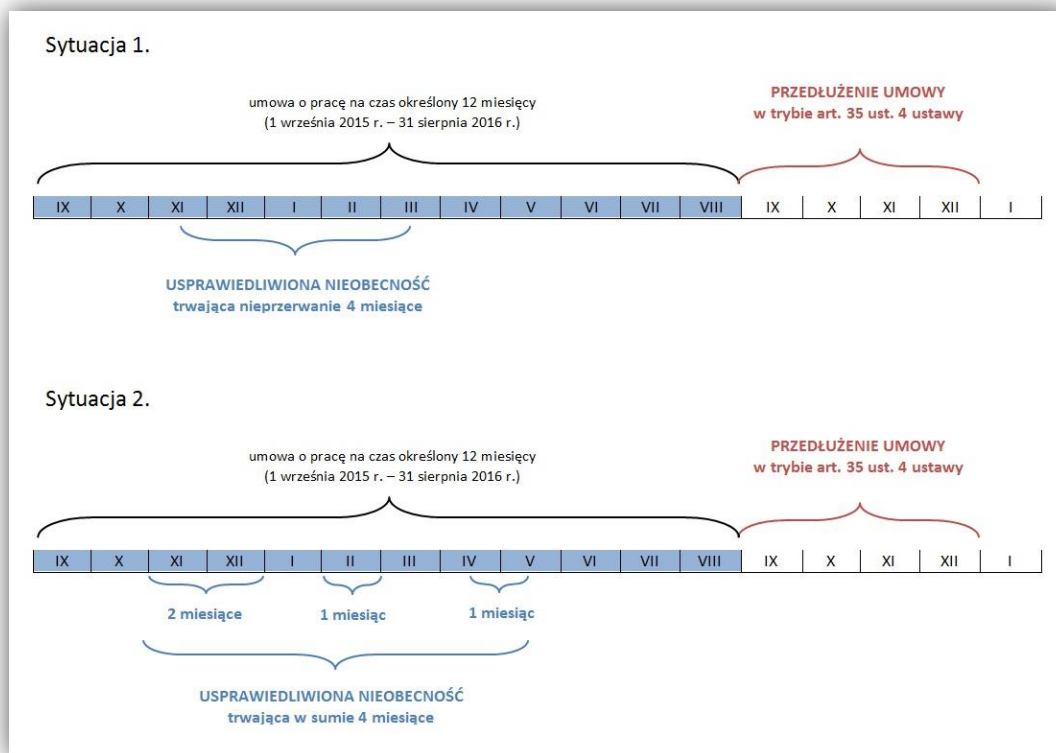 Sytuacja 1.
umowa o pracę na czas określony 12 miesięcy
(1 września 2015 r. – 31 sierpnia 2016 r.)
PRZEDŁUŻENIE UMOWY
w trybie art. 35 ust. 4 ustawy
IX X XI XII I II III IV V VI VII VIII IX X XI XII I
USPRAWIEDLIWIONA NIEOBECNOŚĆ
trwająca nieprzerwanie 4 miesiące
Sytuacja 2.
umowa o pracę na czas określony 12 miesięcy
(1 września 2015 r. – 31 sierpnia 2016 r.)
PRZEDŁUŻENIE UMOWY
w trybie art. 35 ust. 4 ustawy
IX X XI XII I II III IV V VI VII VIII IX X XI XII I
2 miesiące 1 miesiąc 1 miesiąc
USPRAWIEDLIWIONA NIEOBECNOŚĆ
trwająca w sumie 4 miesiące